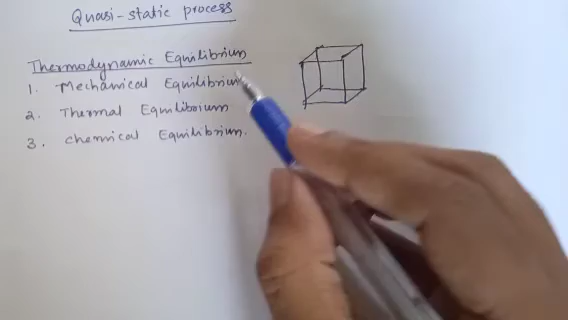 Quasi-static process
Thermodynamic Equilibrium
1. Mechanical Equilibrium
2. Thermal Equilibrium
3. Chemical Equilibrium.